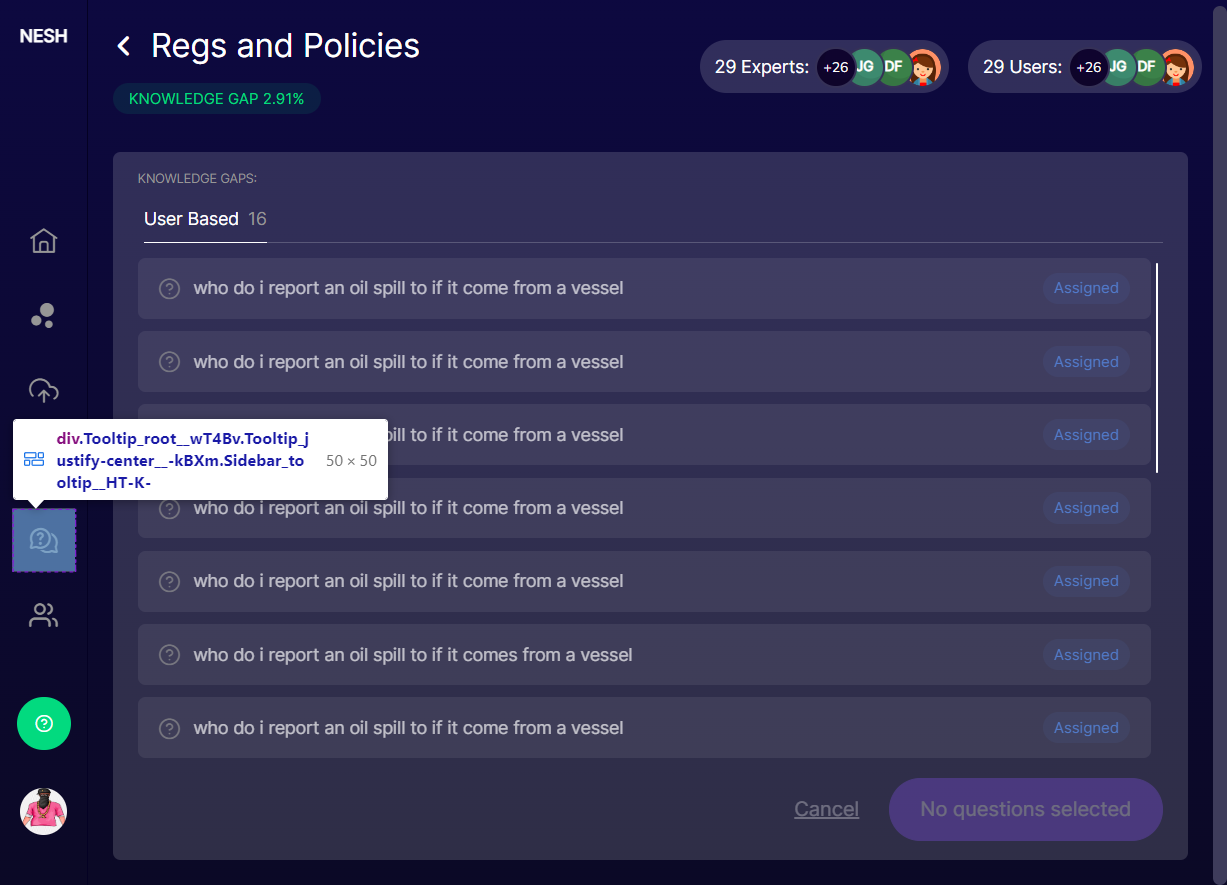 NESH
Regs and Policies
KNOWLEDGE GAP 2.91%
29 Experts: +26 JG DF
29 Users: +26 JG DF
KNOWLEDGE GAPS:
User Based 16
who do i report an oil spill to if it come from a vessel Assigned
who do i report an oil spill to if it come from a vessel Assigned
oil spill to if it come from a vessel Assigned
div.Tooltip_root__wT4Bv.Tooltip_j
ustify-center__-kBXm.Sidebar_to
oltip__HT-K-
50 × 50
who do i report an oil spill to if it come from a vessel Assigned
who do i report an oil spill to if it come from a vessel Assigned
who do i report an oil spill to if it comes from a vessel Assigned
who do i report an oil spill to if it come from a vessel Assigned
Cancel
No questions selected